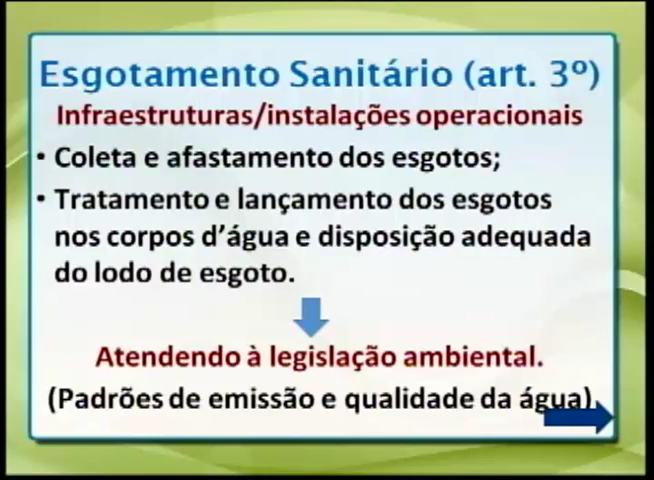 Esgotamento Sanitário (art. 3º)
Infraestruturas/instalações operacionais
• Coleta e afastamento dos esgotos;
• Tratamento e lançamento dos esgotos
nos corpos d'água e disposição adequada
do lodo de esgoto.
Atendendo à legislação ambiental.
(Padrões de emissão e qualidade da água)